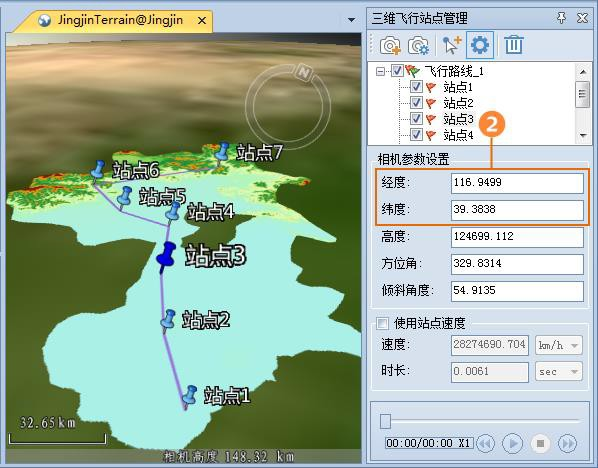 JingjinTerrain@Jingjin
N
站点7
站点6
站点5
站点4
站点3
站点2
站点1
32.65km
相机高度 148.32 km
三维飞行站点管理
飞行路线_1
站点1
站点2
站点3
站点4
2
相机参数设置
经度: 116.9499
纬度: 39.3838
高度: 124699.112
方位角: 329.8314
倾斜角度: 54.9135
使用站点速度
速度: 28274690.704 km/h
时长: 0.0061 sec
00:00/00:00 X1